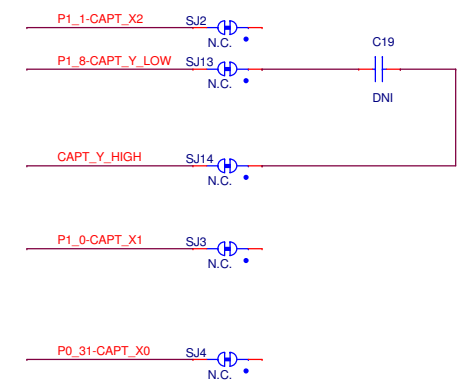 P1_1-CAPT_X2 SJ2
N.C.
C19
P1_8-CAPT_Y_LOW SJ13
N.C.
DNI
CAPT_Y_HIGH SJ14
N.C.
P1_0-CAPT_X1 SJ3
N.C.
P0_31-CAPT_X0 SJ4
N.C.